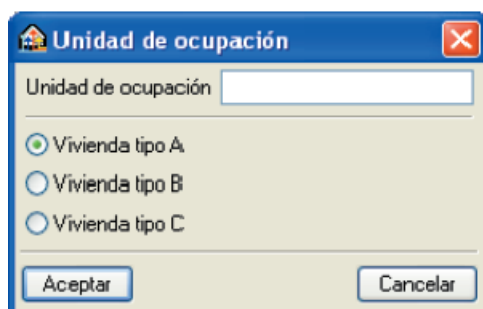 Unidad de ocupación
Unidad de ocupación
Vivienda tipo A
Vivienda tipo B
Vivienda tipo C
Aceptar Cancelar